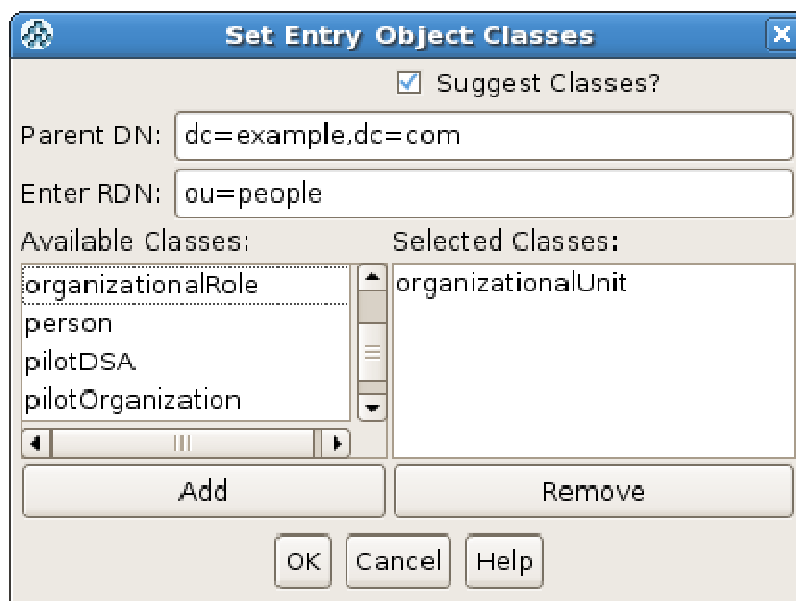 Set Entry Object Classes
Suggest Classes?
Parent DN: dc=example,dc=com
Enter RDN: ou=people
Available Classes: Selected Classes:
organizationalRole organizationalUnit
person
pilotDSA
pilotOrganization
Add Remove
OK Cancel Help